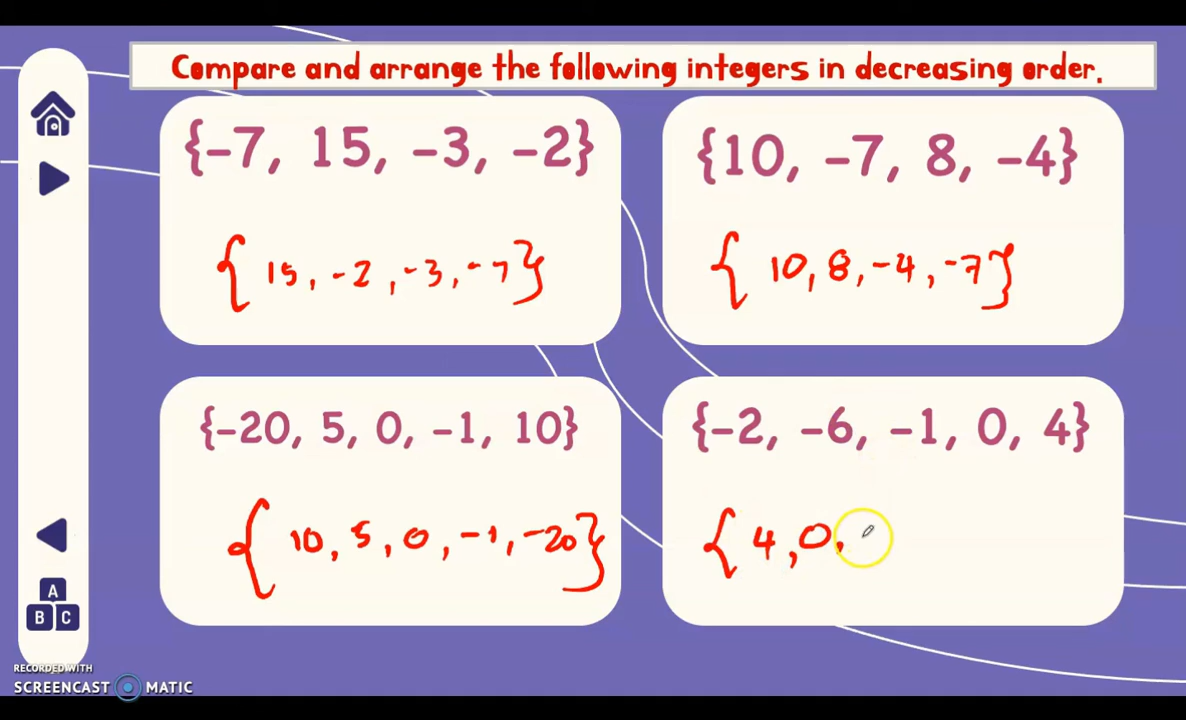 Compare and arrange the following integers in decreasing order.
{-7, 15, -3, -2}
{15, -2, -3, -7}
{10, -7, 8, -4}
{10, 8, -4, -7}
{-20, 5, 0, -1, 10}
{10, 5, 0, -1, -20}
{-2, -6, -1, 0, 4}
{4, 0,
A
B C
RECORDED WITH
SCREENCAST MATIC